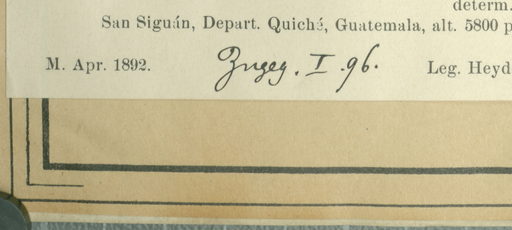 determ.
San Siguán, Depart. Quiché, Guatemala, alt. 5800 p
M. Apr. 1892. Zugeg. I. 96. Leg. Heyd